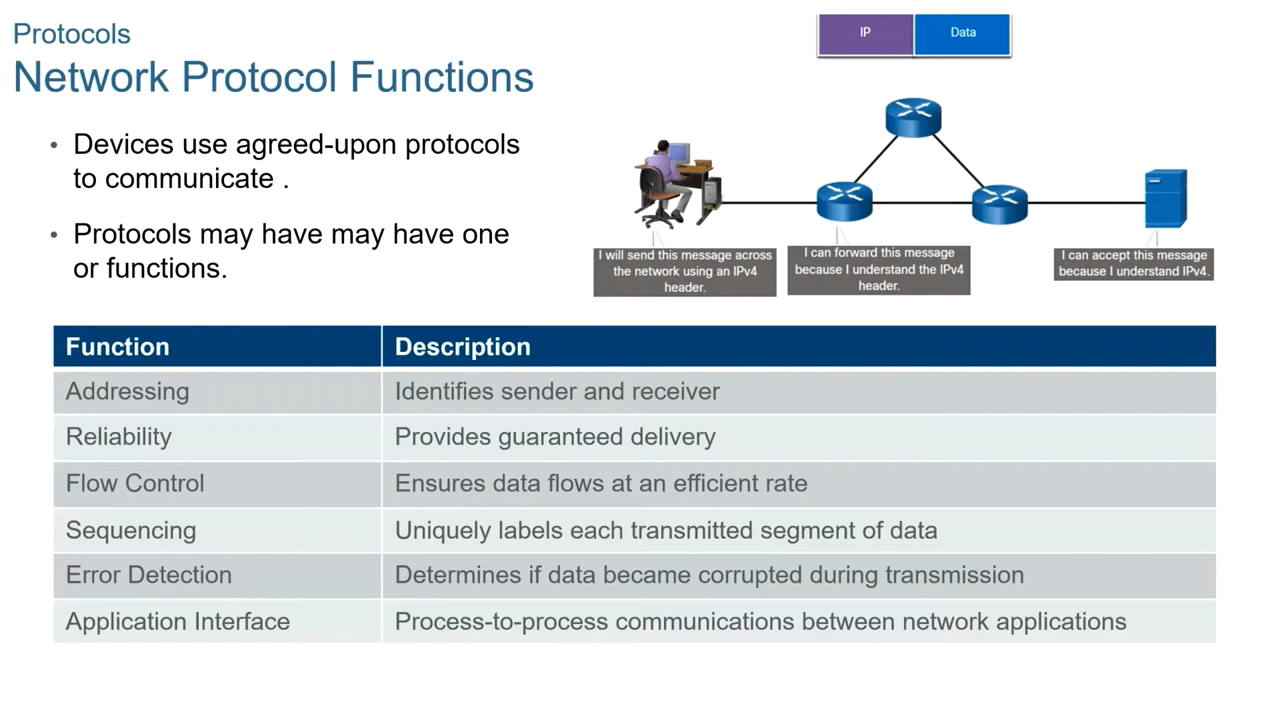 Protocols
Network Protocol Functions
• Devices use agreed-upon protocols
to communicate .
• Protocols may have may have one
or functions.
IP Data
I will send this message across
the network using an IPv4
header.
I can forward this message
because I understand the IPv4
header.
I can accept this message
because I understand IPv4.
Function Description
Addressing Identifies sender and receiver
Reliability Provides guaranteed delivery
Flow Control Ensures data flows at an efficient rate
Sequencing Uniquely labels each transmitted segment of data
Error Detection Determines if data became corrupted during transmission
Application Interface Process-to-process communications between network applications